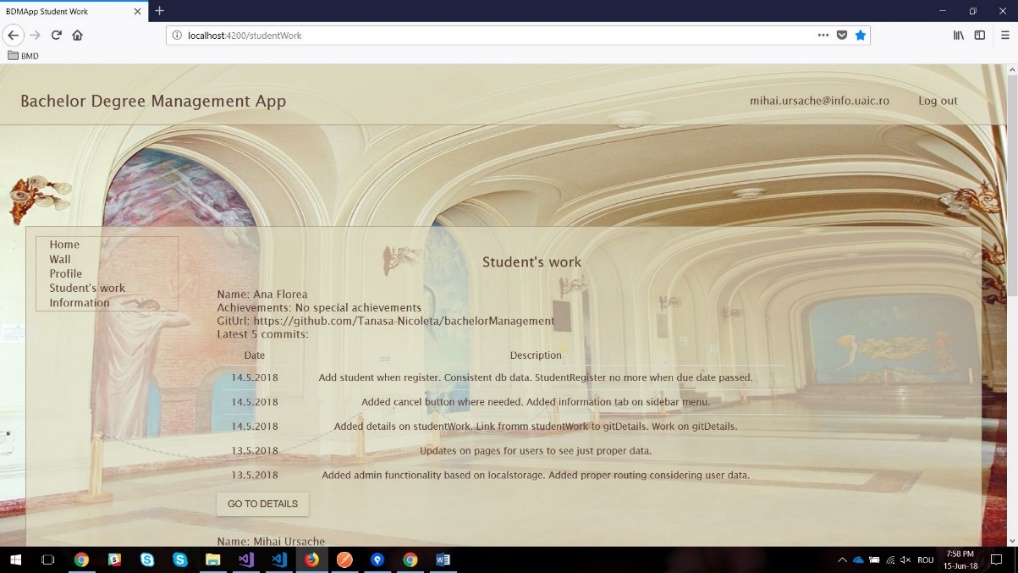 BDMApp Student Work
localhost:4200/studentWork
BMD
Bachelor Degree Management App
mihai.ursache@info.uaic.ro Log out
Home
Wall
Profile
Student's work
Information
Student's work
Name: Ana Florea
Achievements: No special achievements
GitUrl: https://github.com/Tanasa-Nicoleta/bachelorManagement
Latest 5 commits:
Date Description
14.5.2018 Add student when register. Consistent db data. StudentRegister no more when due date passed.
14.5.2018 Added cancel button where needed. Added information tab on sidebar menu.
14.5.2018 Added details on studentWork. Link fromm studentWork to gitDetails. Work on gitDetails.
13.5.2018 Updates on pages for users to see just proper data.
13.5.2018 Added admin functionality based on localstorage. Added proper routing considering user data.
GO TO DETAILS
Name: Mihai Ursache
ROU
7:58 PM
15-Jun-18